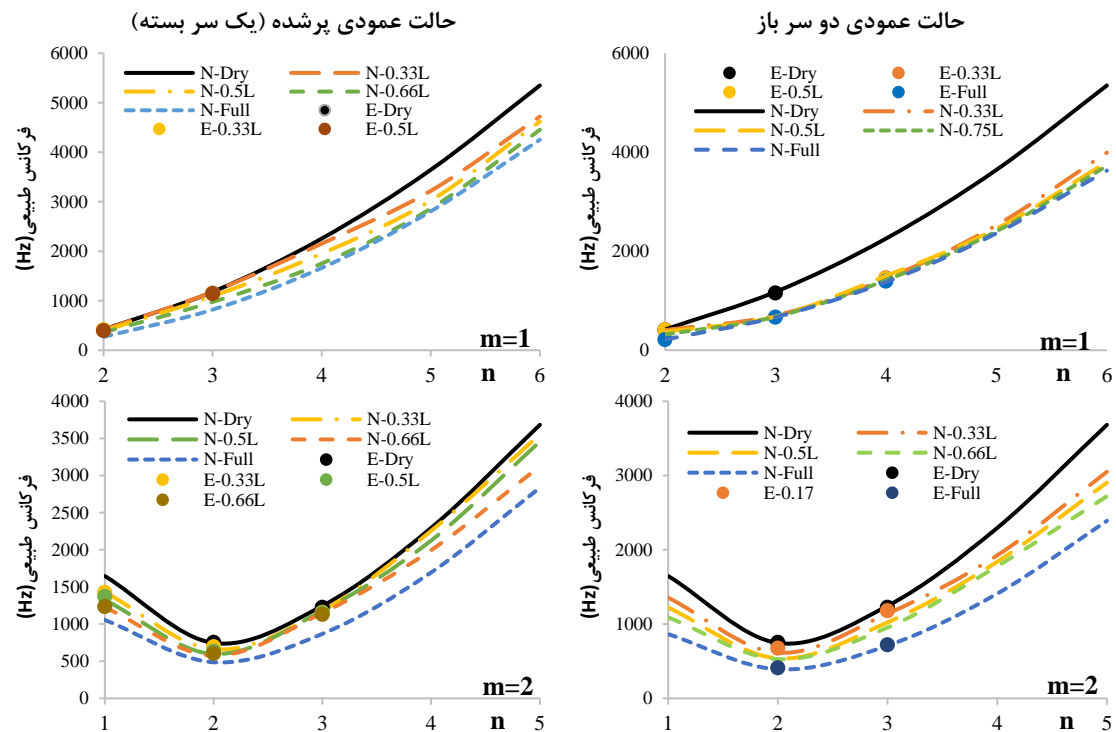 حالت عمودی پرشده (یک سر بسته)
6000
5000
4000
3000
2000
1000
0
فرکانس طبیعی(Hz)
N-Dry N-0.33L
N-0.5L N-0.66L
N-Full E-Dry
E-0.33L E-0.5L
m=1
2 3 4 5 n 6
حالت عمودی دو سر باز
6000
4000
2000
0
فرکانس طبیعی(Hz)
E-Dry E-0.33L
E-0.5L E-Full
N-Dry N-0.33L
N-0.5L N-0.75L
N-Full
m=1
2 3 4 5 n 6
4000
3500
3000
2500
2000
1500
1000
500
0
فرکانس طبیعی(Hz)
N-Dry N-0.33L
N-0.5L N-0.66L
N-Full E-Dry
E-0.33L E-0.5L
E-0.66L
m=2
1 2 3 4 n 5
4000
3000
2000
1000
0
فرکانس طبیعی(Hz)
N-Dry N-0.33L
N-0.5L N-0.66L
N-Full E-Dry
E-0.17 E-Full
m=2
1 2 3 4 n 5